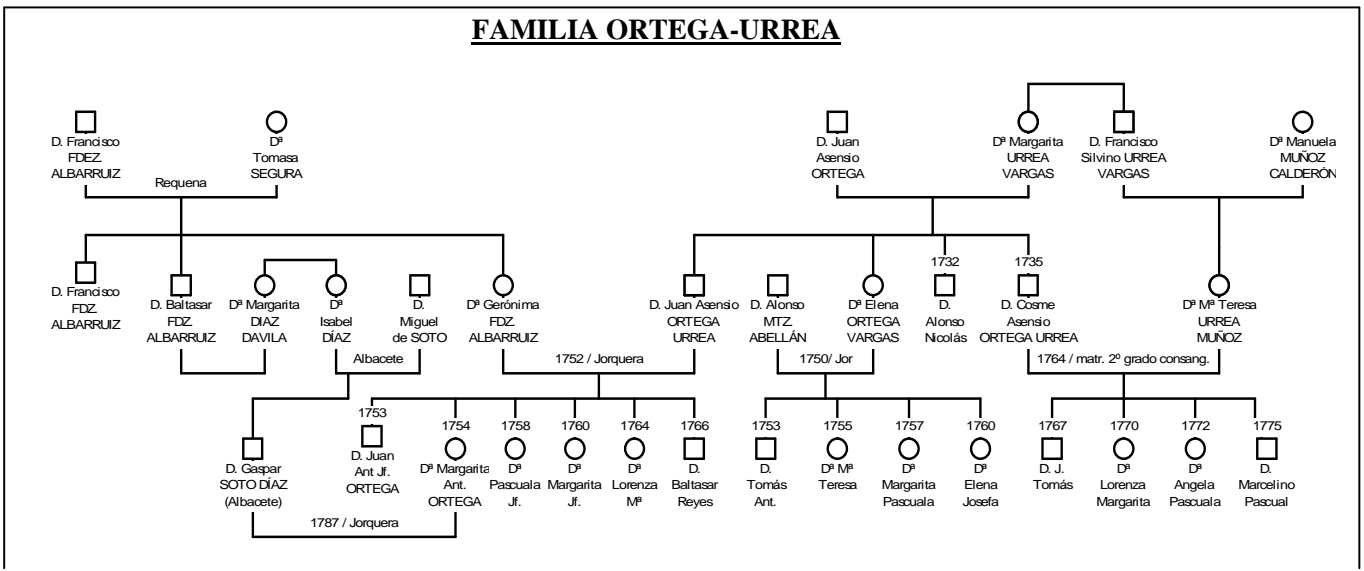 FAMILIA ORTEGA-URREA
D. Francisco
FDEZ.
ALBARRUIZ
Dª
Tomasa
SEGURA
Requena
D. Juan
Asensio
ORTEGA
Dª Margarita
URREA
VARGAS
D. Francisco
Silvino URREA
VARGAS
Dª Manuela
MUÑOZ
CALDERÓN
D. Francisco
FDZ.
ALBARRUIZ
D. Baltasar
FDZ.
ALBARRUIZ
Dª Margarita
DIAZ
DAVILA
Dª
Isabel
DÍAZ
D.
Miguel
de SOTO
Albacete
Dª Gerónima
FDZ.
ALBARRUIZ
D. Juan Asensio
ORTEGA
URREA
1752 / Jorquera
D. Alonso
MTZ.
ABELLÁN
Dª Elena
ORTEGA
VARGAS
1750/ Jor
1732
D.
Alonso
Nicolás
1735
D. Cosme
Asensio
ORTEGA URREA
Dª Mª Teresa
URREA
MUÑOZ
1764 / matr. 2º grado consang.
D. Gaspar
SOTO DÍAZ
(Albacete)
1753
D. Juan
Ant Jf.
ORTEGA
1754
Dª Margarita
Ant.
ORTEGA
1787 / Jorquera
1758
Dª
Pascuala
Jf.
1760
Dª
Margarita
Jf.
1764
Dª
Lorenza
Mª
1766
D.
Baltasar
Reyes
1753
D.
Tomás
Ant.
1755
Dª Mª
Teresa
1757
Dª
Margarita
Pascuala
1760
Dª
Elena
Josefa
1767
D. J.
Tomás
1770
Dª
Lorenza
Margarita
1772
Dª
Angela
Pascuala
1775
D.
Marcelino
Pascual